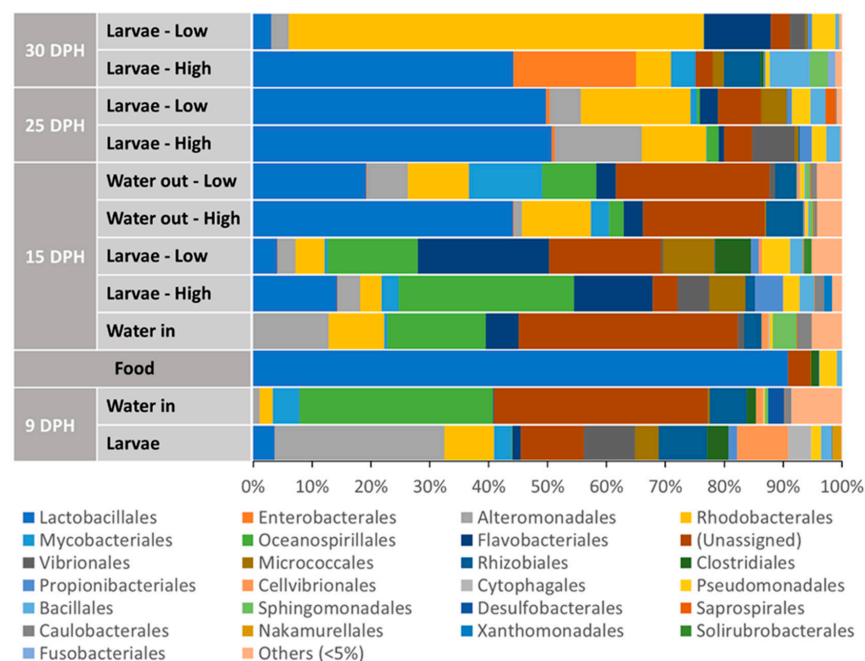 30 DPH
Larvae - Low
Larvae - High
25 DPH
Larvae - Low
Larvae - High
15 DPH
Water out - Low
Water out - High
Larvae - Low
Larvae - High
Water in
Food
9 DPH
Water in
Larvae
0% 10% 20% 30% 40% 50% 60% 70% 80% 90% 100%
Lactobacillales Enterobacterales Alteromonadales Rhodobacterales
Mycobacteriales Oceanospirillales Flavobacteriales (Unassigned)
Vibrionales Micrococcales Rhizobiales Clostridiales
Propionibacteriales Cellvibrionales Cytophagales Pseudomonadales
Bacillales Sphingomonadales Desulfobacterales Saprospirales
Caulobacterales Nakamurellales Xanthomonadales Solirubrobacterales
Fusobacteriales Others (<5%)